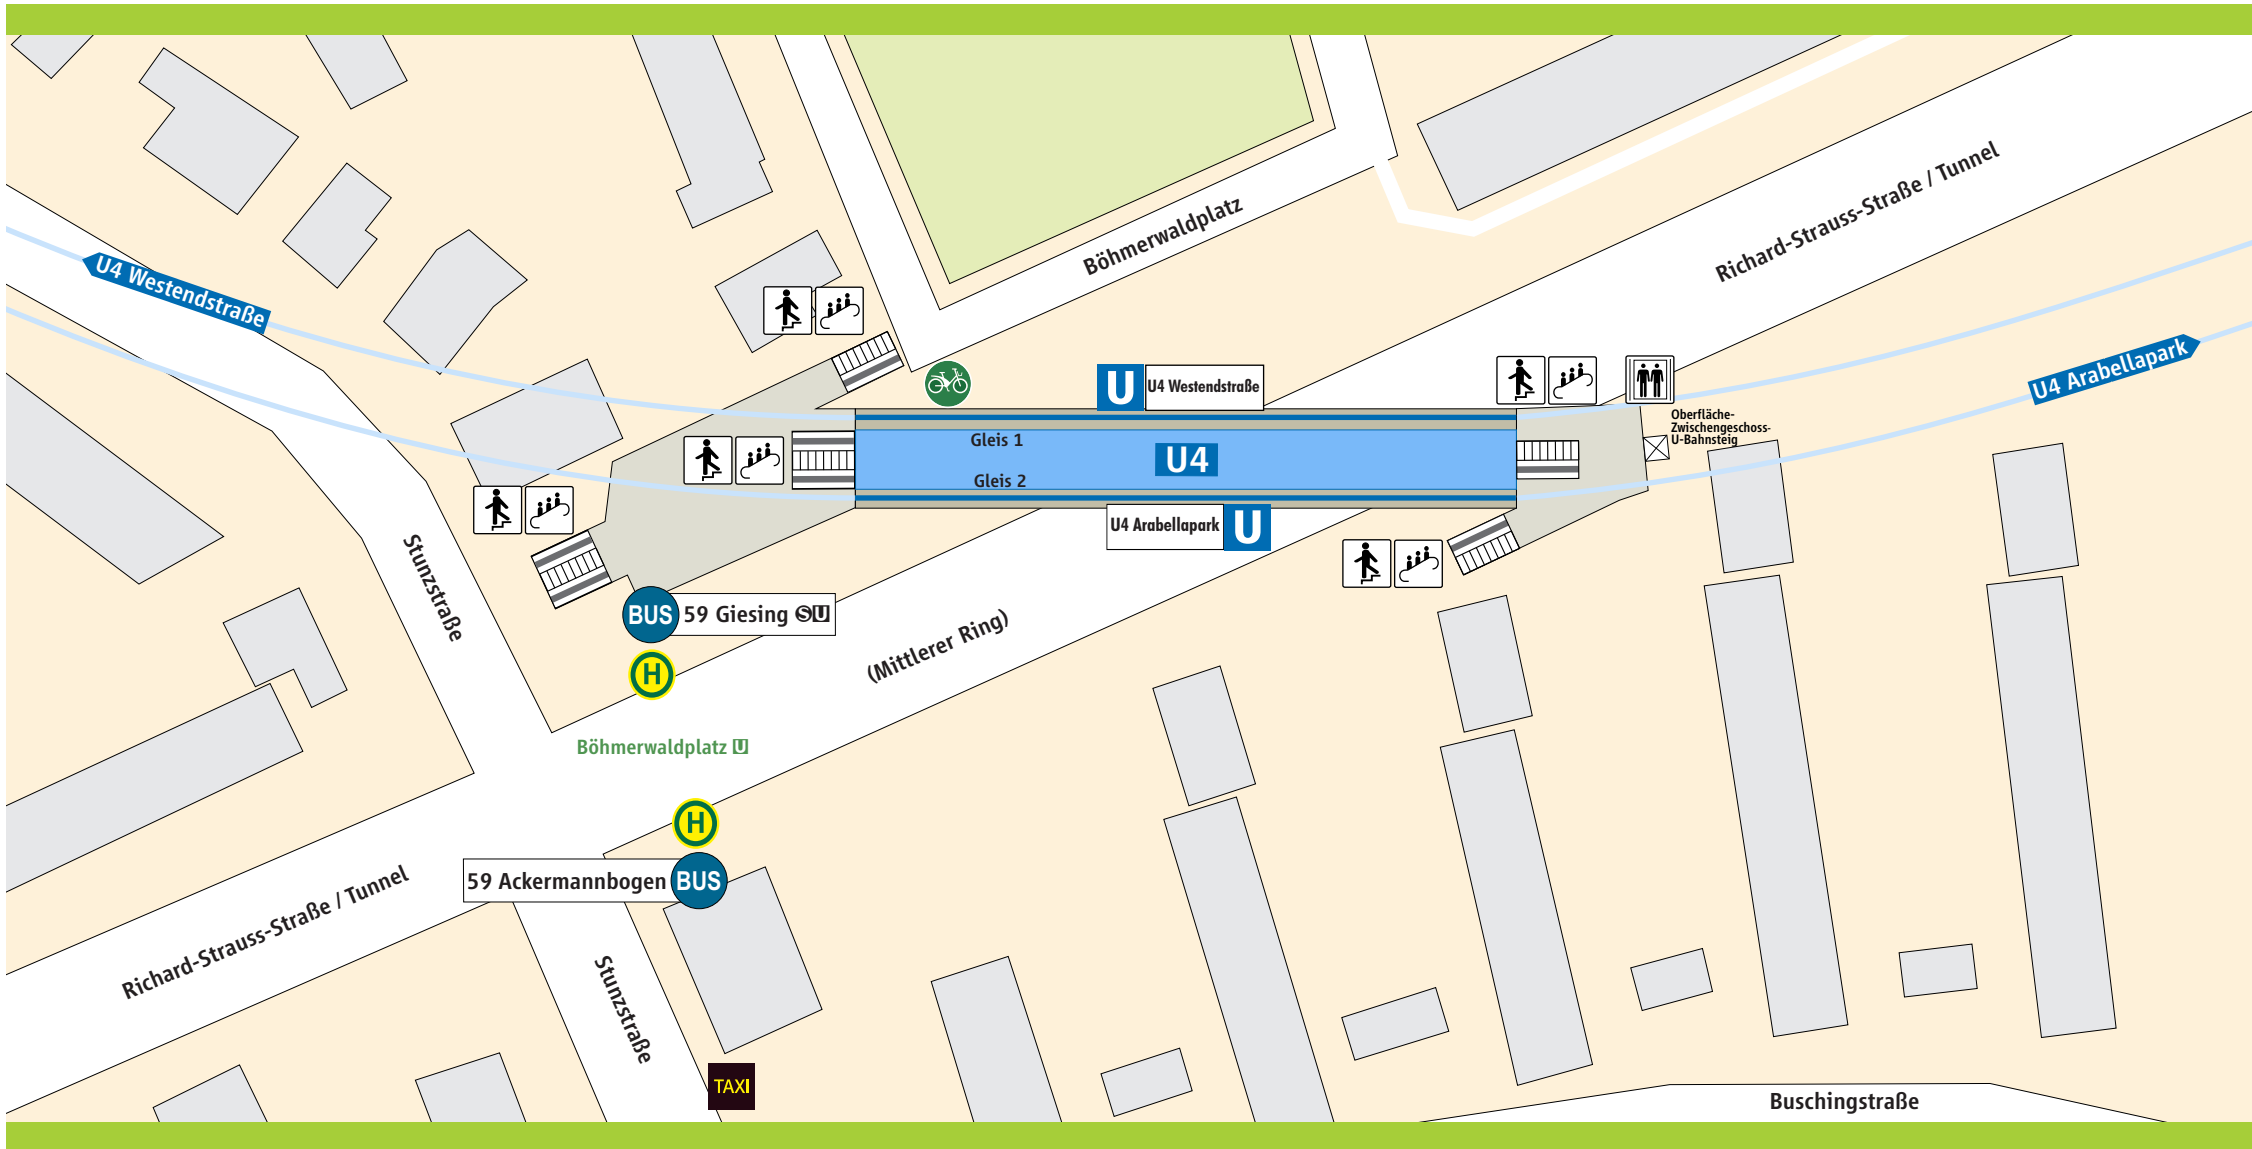 Böhmerwaldplatz
Richard-Strauss-Straße / Tunnel
U4 Westendstraße
U4 Arabellapark
U U4 Westendstraße
Oberfläche-
Zwischengeschoss-
U-Bahnsteig
Gleis 1
U4
Gleis 2
U4 Arabellapark U
Stunzstraße
BUS 59 Giesing S U
(Mittlerer Ring)
H
Böhmerwaldplatz U
H
59 Ackermannbogen BUS
Richard-Strauss-Straße / Tunnel
Stunzstraße
TAXI
Buschingstraße